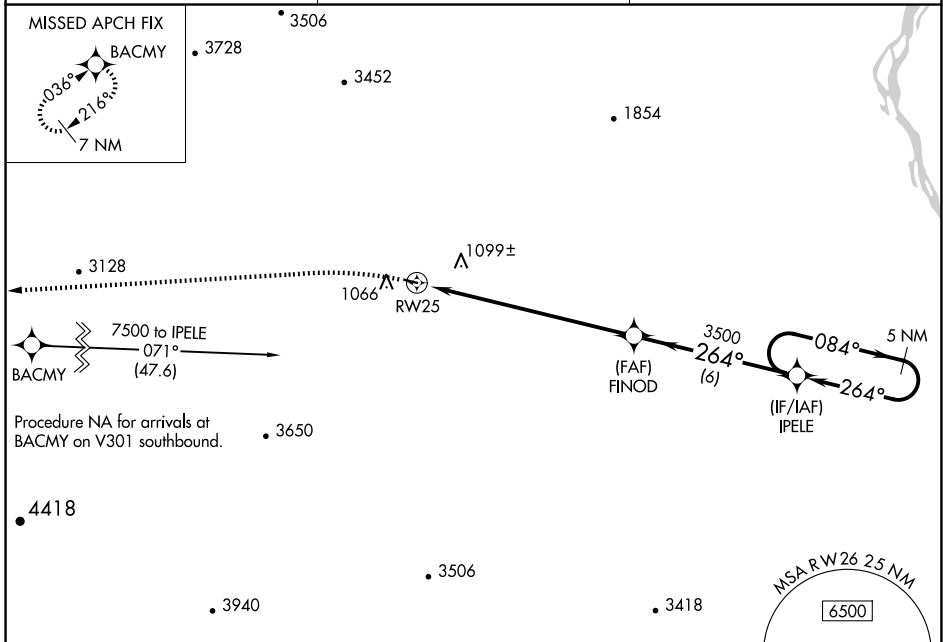 MISSED APCH FIX
BACMY
036°
216°
7 NM
3506
3728
3452
1854
3128
1099±
1066
RW25
7500 to IPELE
071°
(47.6)
BACMY
3500
264°
(6)
(FAF)
FINOD
084°
5 NM
264°
(IF/IAF)
IPELE
Procedure NA for arrivals at
BACMY on V301 southbound.
3650
4418
3506
3940
3418
MSA RW26 25 NM
6500